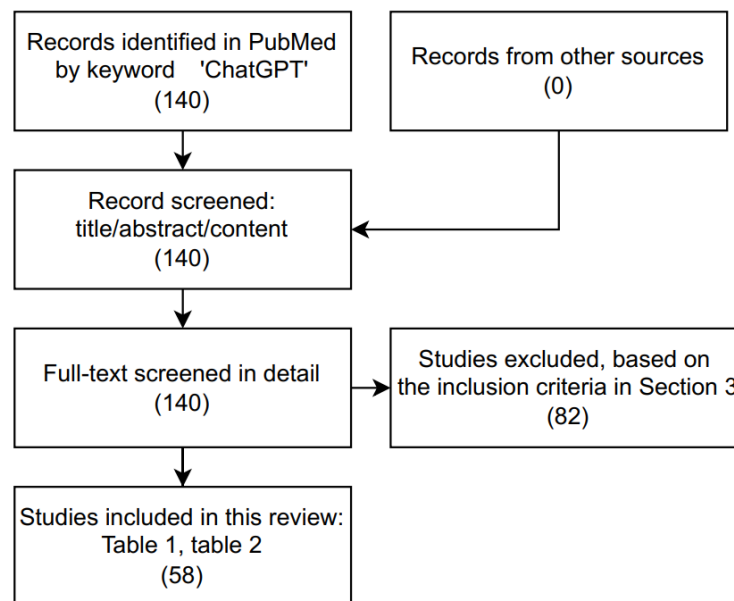 Records identified in PubMed
by keyword 'ChatGPT'
(140)
Records from other sources
(0)
Record screened:
title/abstract/content
(140)
Full-text screened in detail
(140)
Studies excluded, based on
the inclusion criteria in Section 3
(82)
Studies included in this review:
Table 1, table 2
(58)